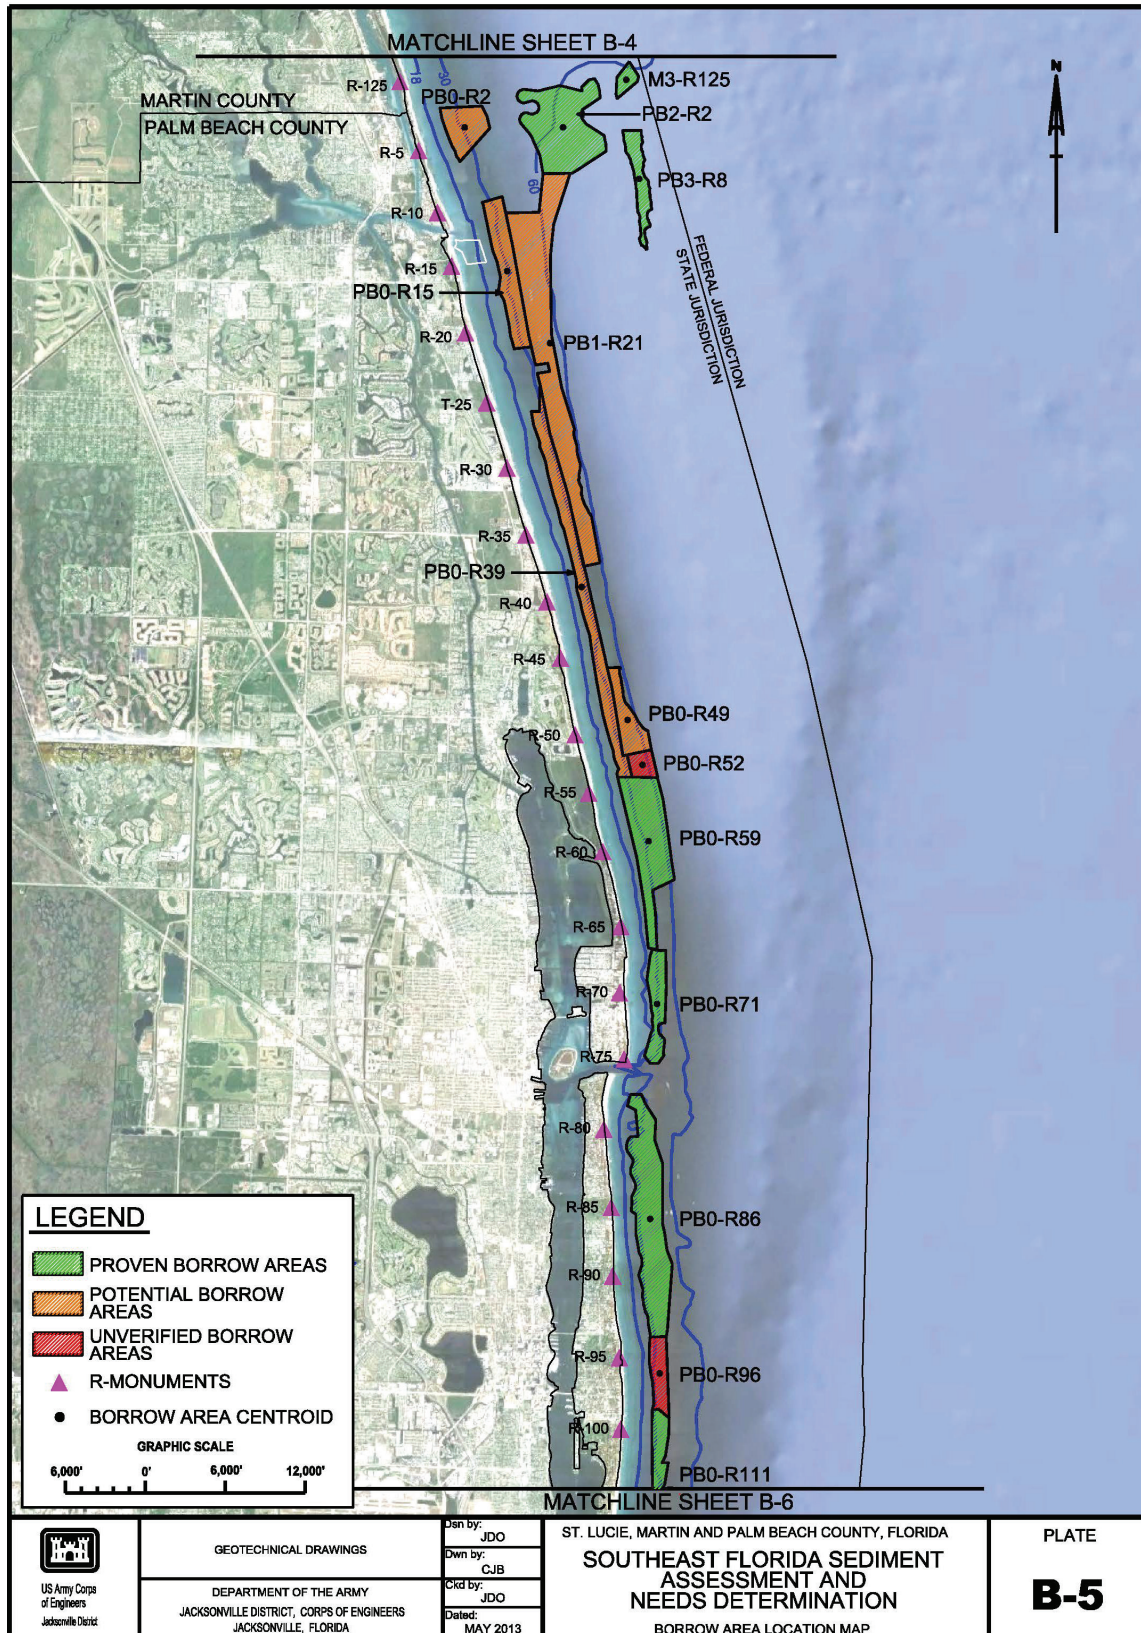 MATCHLINE SHEET B-4
R-125
18
30
M3-R125
N
PB0-R2
MARTIN COUNTY
PALM BEACH COUNTY
PB2-R2
R-5
60
PB3-R8
R-10
FEDERAL JURISDICTION
STATE JURISDICTION
R-15
PB0-R15
R-20
PB1-R21
T-25
R-30
R-35
PB0-R39
R-40
R-45
PB0-R49
R-50
PB0-R52
R-55
PB0-R59
R-60
R-65
R-70
PB0-R71
R-75
R-80
R-85
PB0-R86
R-90
R-95
PB0-R96
R-100
PB0-R111
MATCHLINE SHEET B-6
LEGEND
PROVEN BORROW AREAS
POTENTIAL BORROW
AREAS
UNVERIFIED BORROW
AREAS
R-MONUMENTS
BORROW AREA CENTROID
GRAPHIC SCALE
6,000' 0' 6,000' 12,000'
US Army Corps
of Engineers
Jacksonville District
GEOTECHNICAL DRAWINGS
DEPARTMENT OF THE ARMY
JACKSONVILLE DISTRICT, CORPS OF ENGINEERS
JACKSONVILLE, FLORIDA
Dsn by:
JDO
Dwn by:
CJB
Ckd by:
JDO
Dated:
MAY 2013
ST. LUCIE, MARTIN AND PALM BEACH COUNTY, FLORIDA
SOUTHEAST FLORIDA SEDIMENT
ASSESSMENT AND
NEEDS DETERMINATION
BORROW AREA LOCATION MAP
PLATE
B-5